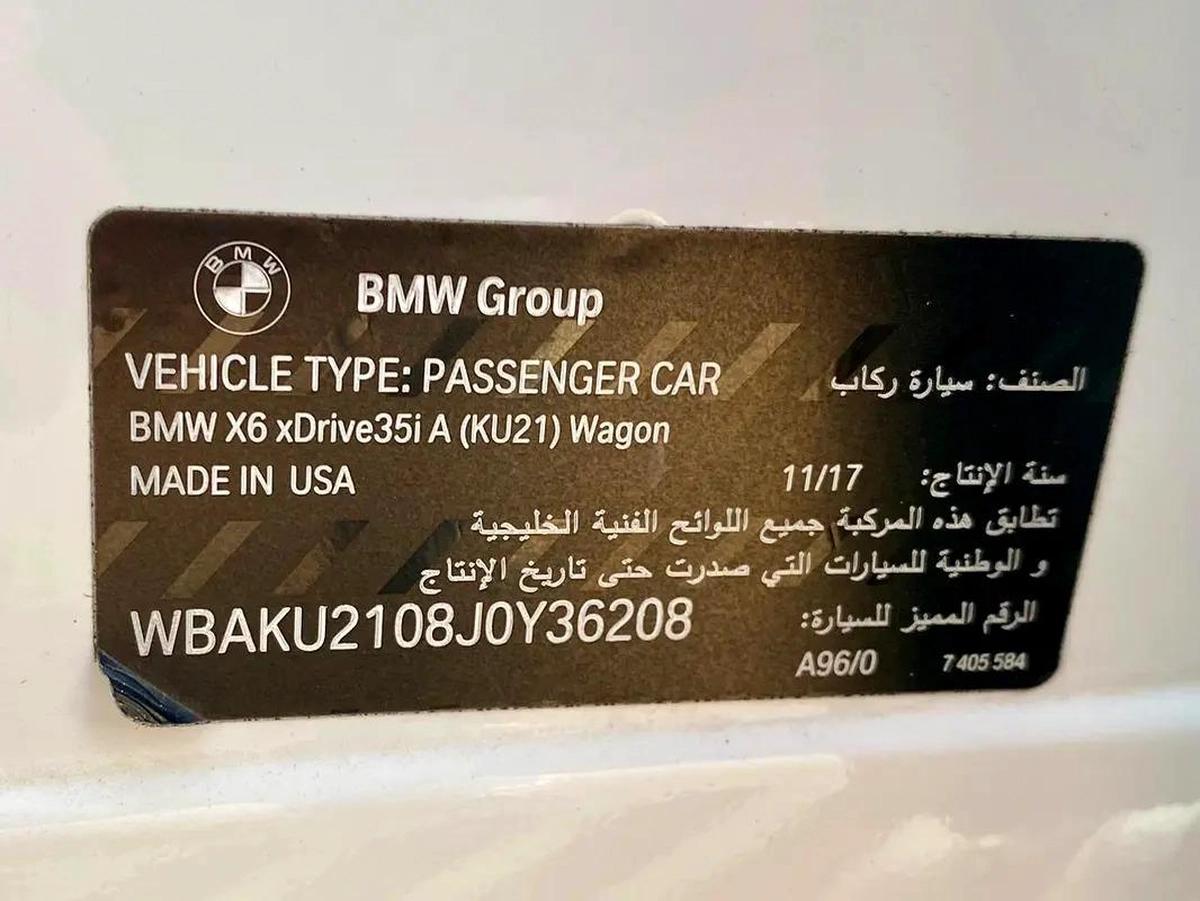 BMW
BMW Group
VEHICLE TYPE: PASSENGER CAR الصنف: سيارة ركاب
BMW X6 xDrive35i A (KU21) Wagon
MADE IN USA 11/17 سنة الإنتاج:
تطابق هذه المركبة جميع اللوائح الفنية الخليجية
و الوطنية للسيارات التي صدرت حتى تاريخ الإنتاج
WBAKU2108J0Y36208 الرقم المميز للسيارة:
A96/0 7 405 584